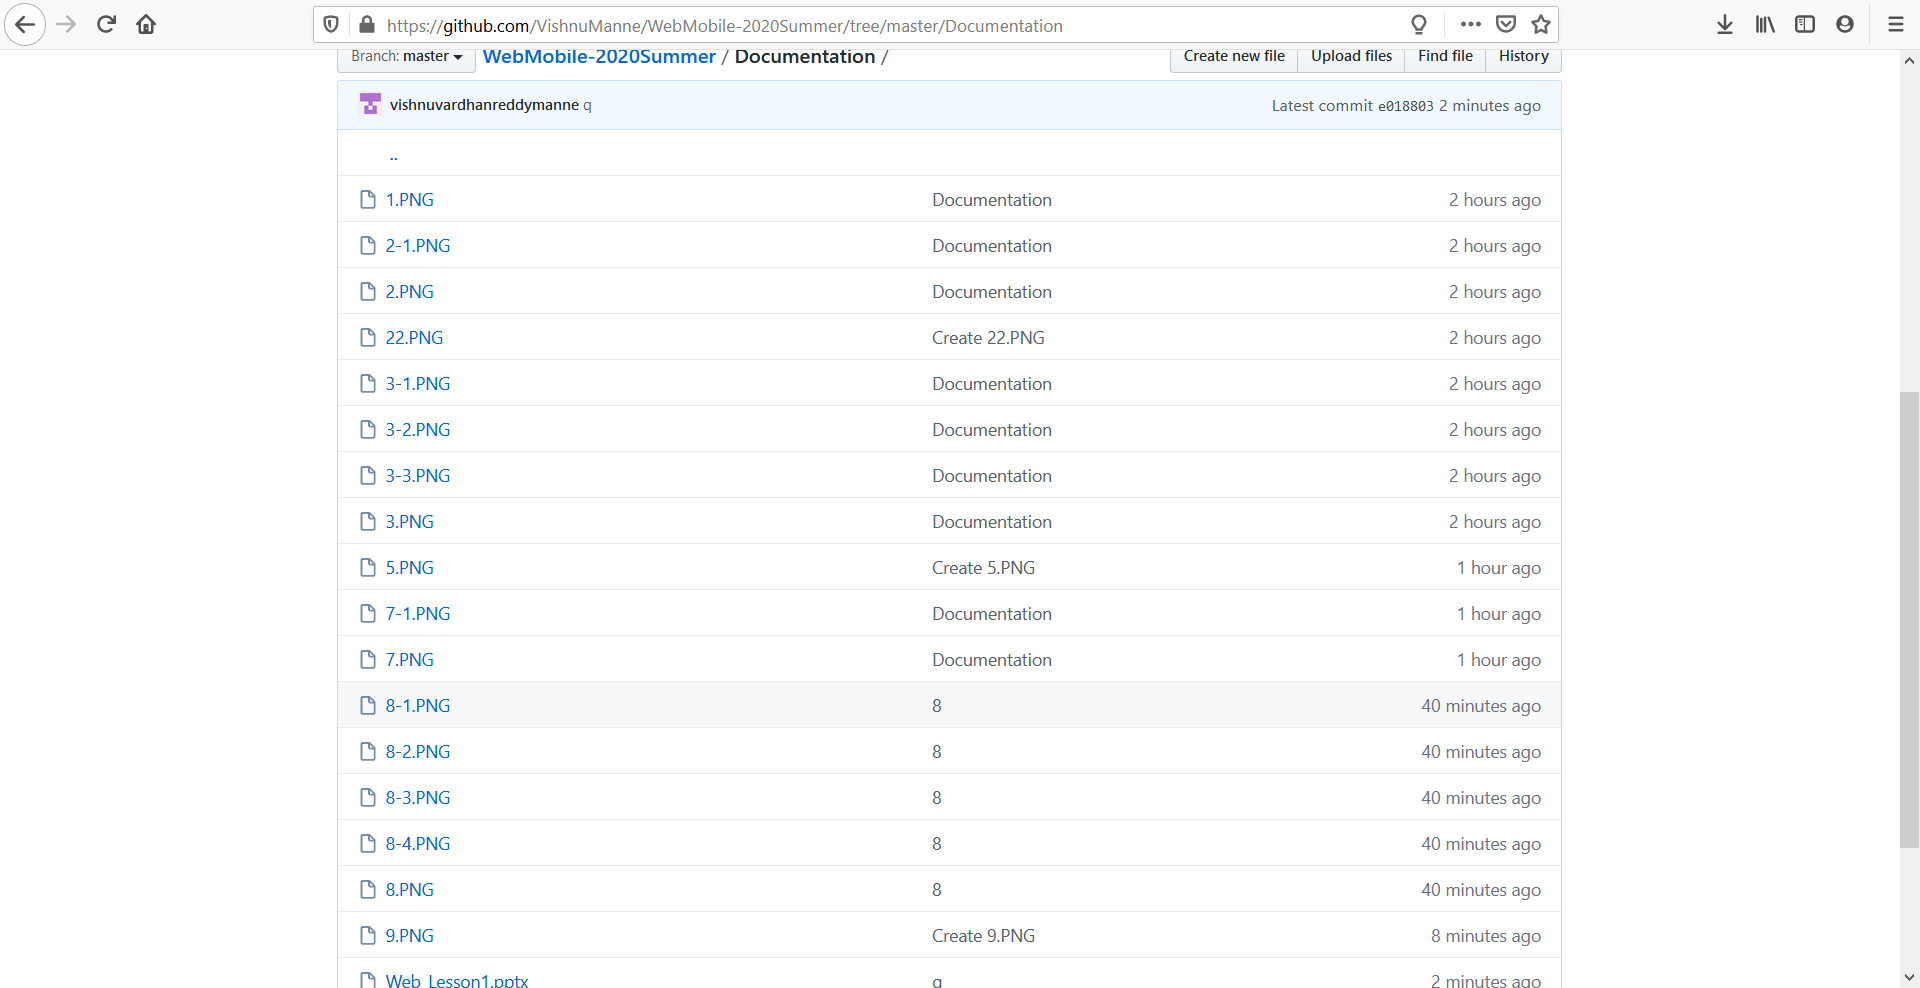 https://github.com/VishnuManne/WebMobile-2020Summer/tree/master/Documentation
Branch: master WebMobile-2020Summer / Documentation / Create new file Upload files Find file History
vishnuvardhanreddymanne q Latest commit e018803 2 minutes ago
..
1.PNG Documentation 2 hours ago
2-1.PNG Documentation 2 hours ago
2.PNG Documentation 2 hours ago
22.PNG Create 22.PNG 2 hours ago
3-1.PNG Documentation 2 hours ago
3-2.PNG Documentation 2 hours ago
3-3.PNG Documentation 2 hours ago
3.PNG Documentation 2 hours ago
5.PNG Create 5.PNG 1 hour ago
7-1.PNG Documentation 1 hour ago
7.PNG Documentation 1 hour ago
8-1.PNG 8 40 minutes ago
8-2.PNG 8 40 minutes ago
8-3.PNG 8 40 minutes ago
8-4.PNG 8 40 minutes ago
8.PNG 8 40 minutes ago
9.PNG Create 9.PNG 8 minutes ago
Web_Lesson1.pptx q 2 minutes ago